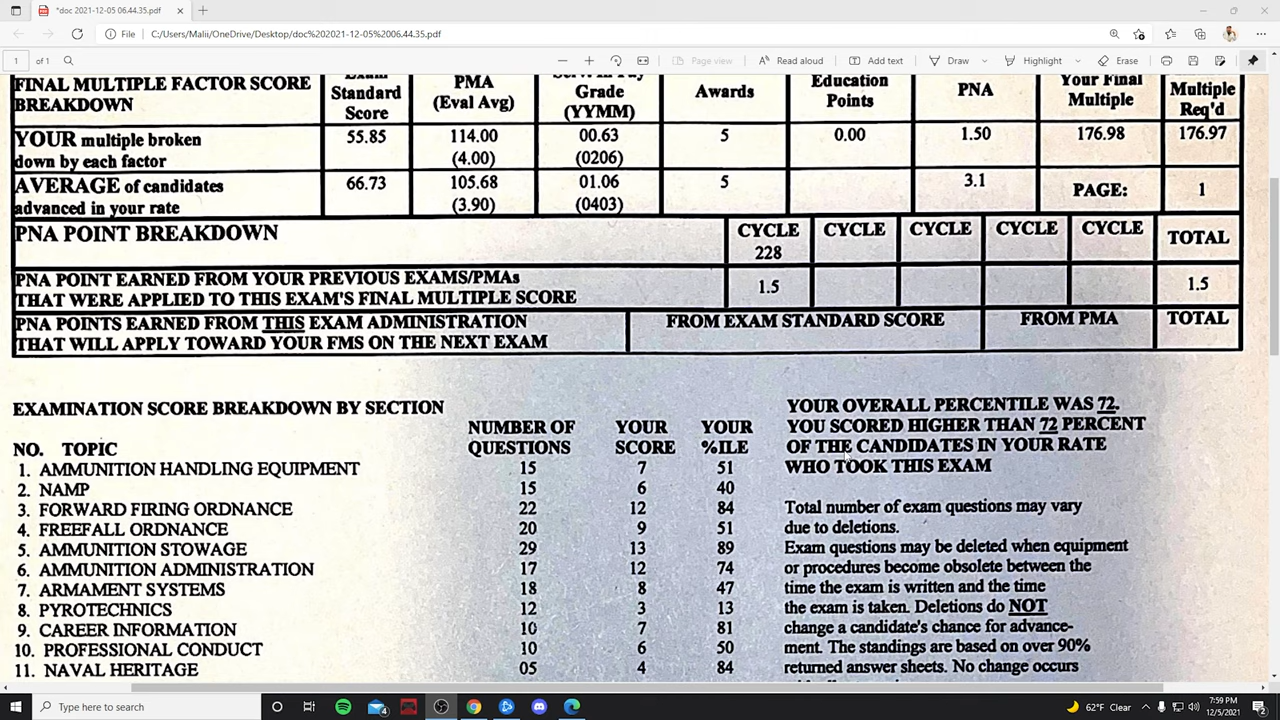 *doc 2021-12-05 06.44.35.pdf
File C:/Users/Malii/OneDrive/Desktop/doc%202021-12-05%2006.44.35.pdf
1 of 1 Page view Read aloud Add text Draw Highlight Erase
FINAL MULTIPLE FACTOR SCORE BREAKDOWN
Exam Standard Score
PMA (Eval Avg)
Grade (YYMM)
Awards
Education Points
PNA
Your Final Multiple
Multiple Req'd
YOUR multiple broken down by each factor
55.85
114.00 (4.00)
00.63 (0206)
5
0.00
1.50
176.98
176.97
AVERAGE of candidates advanced in your rate
66.73
105.68 (3.90)
01.06 (0403)
5
3.1
PAGE:
1
PNA POINT BREAKDOWN
CYCLE 228
CYCLE
CYCLE
CYCLE
CYCLE
TOTAL
PNA POINT EARNED FROM YOUR PREVIOUS EXAMS/PMAs
THAT WERE APPLIED TO THIS EXAM'S FINAL MULTIPLE SCORE
1.5
1.5
PNA POINTS EARNED FROM THIS EXAM ADMINISTRATION
THAT WILL APPLY TOWARD YOUR FMS ON THE NEXT EXAM
FROM EXAM STANDARD SCORE
FROM PMA
TOTAL
EXAMINATION SCORE BREAKDOWN BY SECTION
NO. TOPIC
NUMBER OF QUESTIONS
YOUR SCORE
YOUR %ILE
1. AMMUNITION HANDLING EQUIPMENT 15 7 51
2. NAMP 15 6 40
3. FORWARD FIRING ORDNANCE 22 12 84
4. FREEFALL ORDNANCE 20 9 51
5. AMMUNITION STOWAGE 29 13 89
6. AMMUNITION ADMINISTRATION 17 12 74
7. ARMAMENT SYSTEMS 18 8 47
8. PYROTECHNICS 12 3 13
9. CAREER INFORMATION 10 7 81
10. PROFESSIONAL CONDUCT 10 6 50
11. NAVAL HERITAGE 05 4 84
YOUR OVERALL PERCENTILE WAS 72.
YOU SCORED HIGHER THAN 72 PERCENT
OF THE CANDIDATES IN YOUR RATE
WHO TOOK THIS EXAM
Total number of exam questions may vary
due to deletions.
Exam questions may be deleted when equipment
or procedures become obsolete between the
time the exam is written and the time
the exam is taken. Deletions do NOT
change a candidate's chance for advance-
ment. The standings are based on over 90%
returned answer sheets. No change occurs
Type here to search
4
62°F Clear
7:59 PM
12/5/2021
2